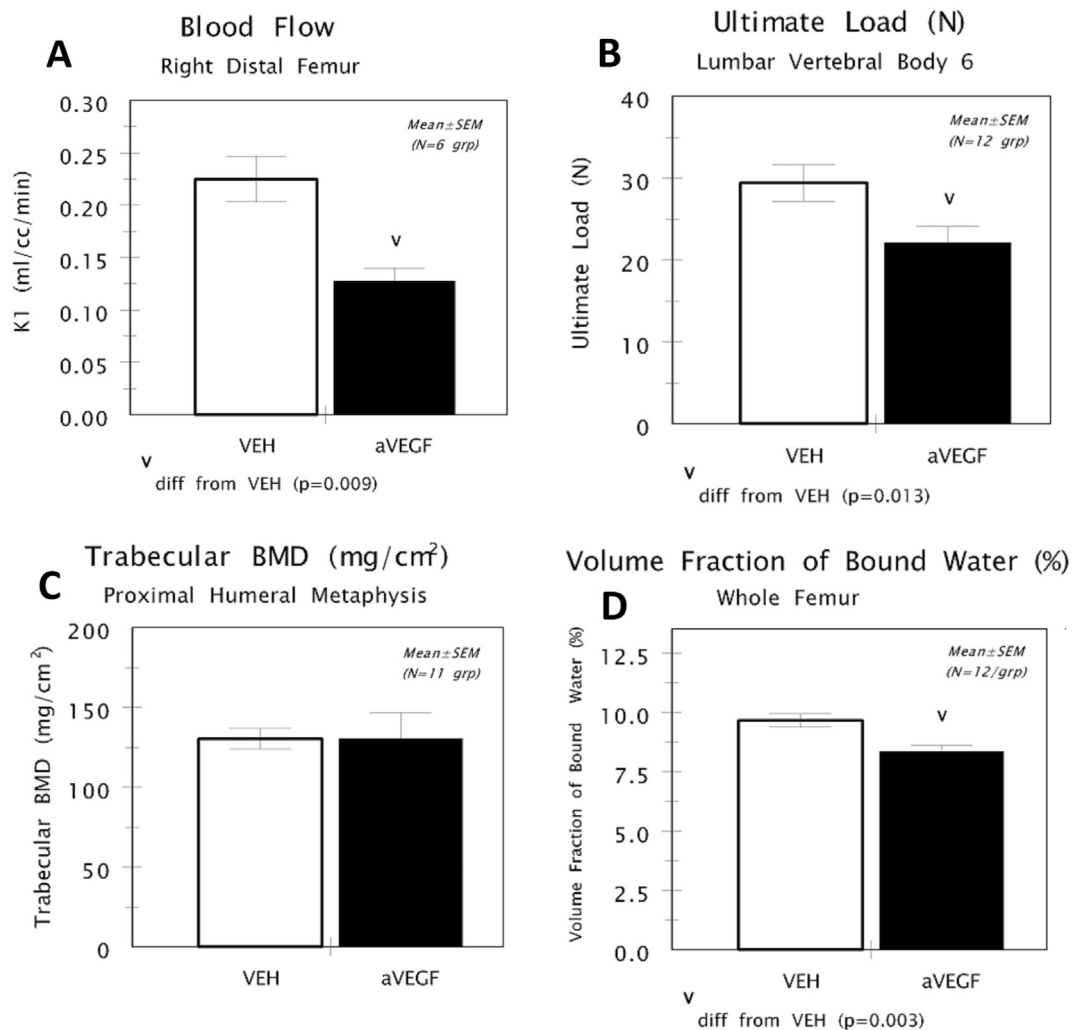 A
Blood Flow
Right Distal Femur
K1 (ml/cc/min)
0.30
0.25
0.20
0.15
0.10
0.05
0.00
Mean±SEM
(N=6 grp)
v
VEH
aVEGF
v
diff from VEH (p=0.009)
B
Ultimate Load (N)
Lumbar Vertebral Body 6
Ultimate Load (N)
40
30
20
10
0
Mean±SEM
(N=12 grp)
v
VEH
aVEGF
v
diff from VEH (p=0.013)
C
Trabecular BMD (mg/cm²)
Proximal Humeral Metaphysis
Trabecular BMD (mg/cm²)
200
150
100
50
0
Mean±SEM
(N=11 grp)
VEH
aVEGF
D
Volume Fraction of Bound Water (%)
Whole Femur
Volume Fraction of Bound Water (%)
12.5
10.0
7.5
5.0
2.5
0.0
Mean±SEM
(N=12/grp)
v
VEH
aVEGF
v
diff from VEH (p=0.003)